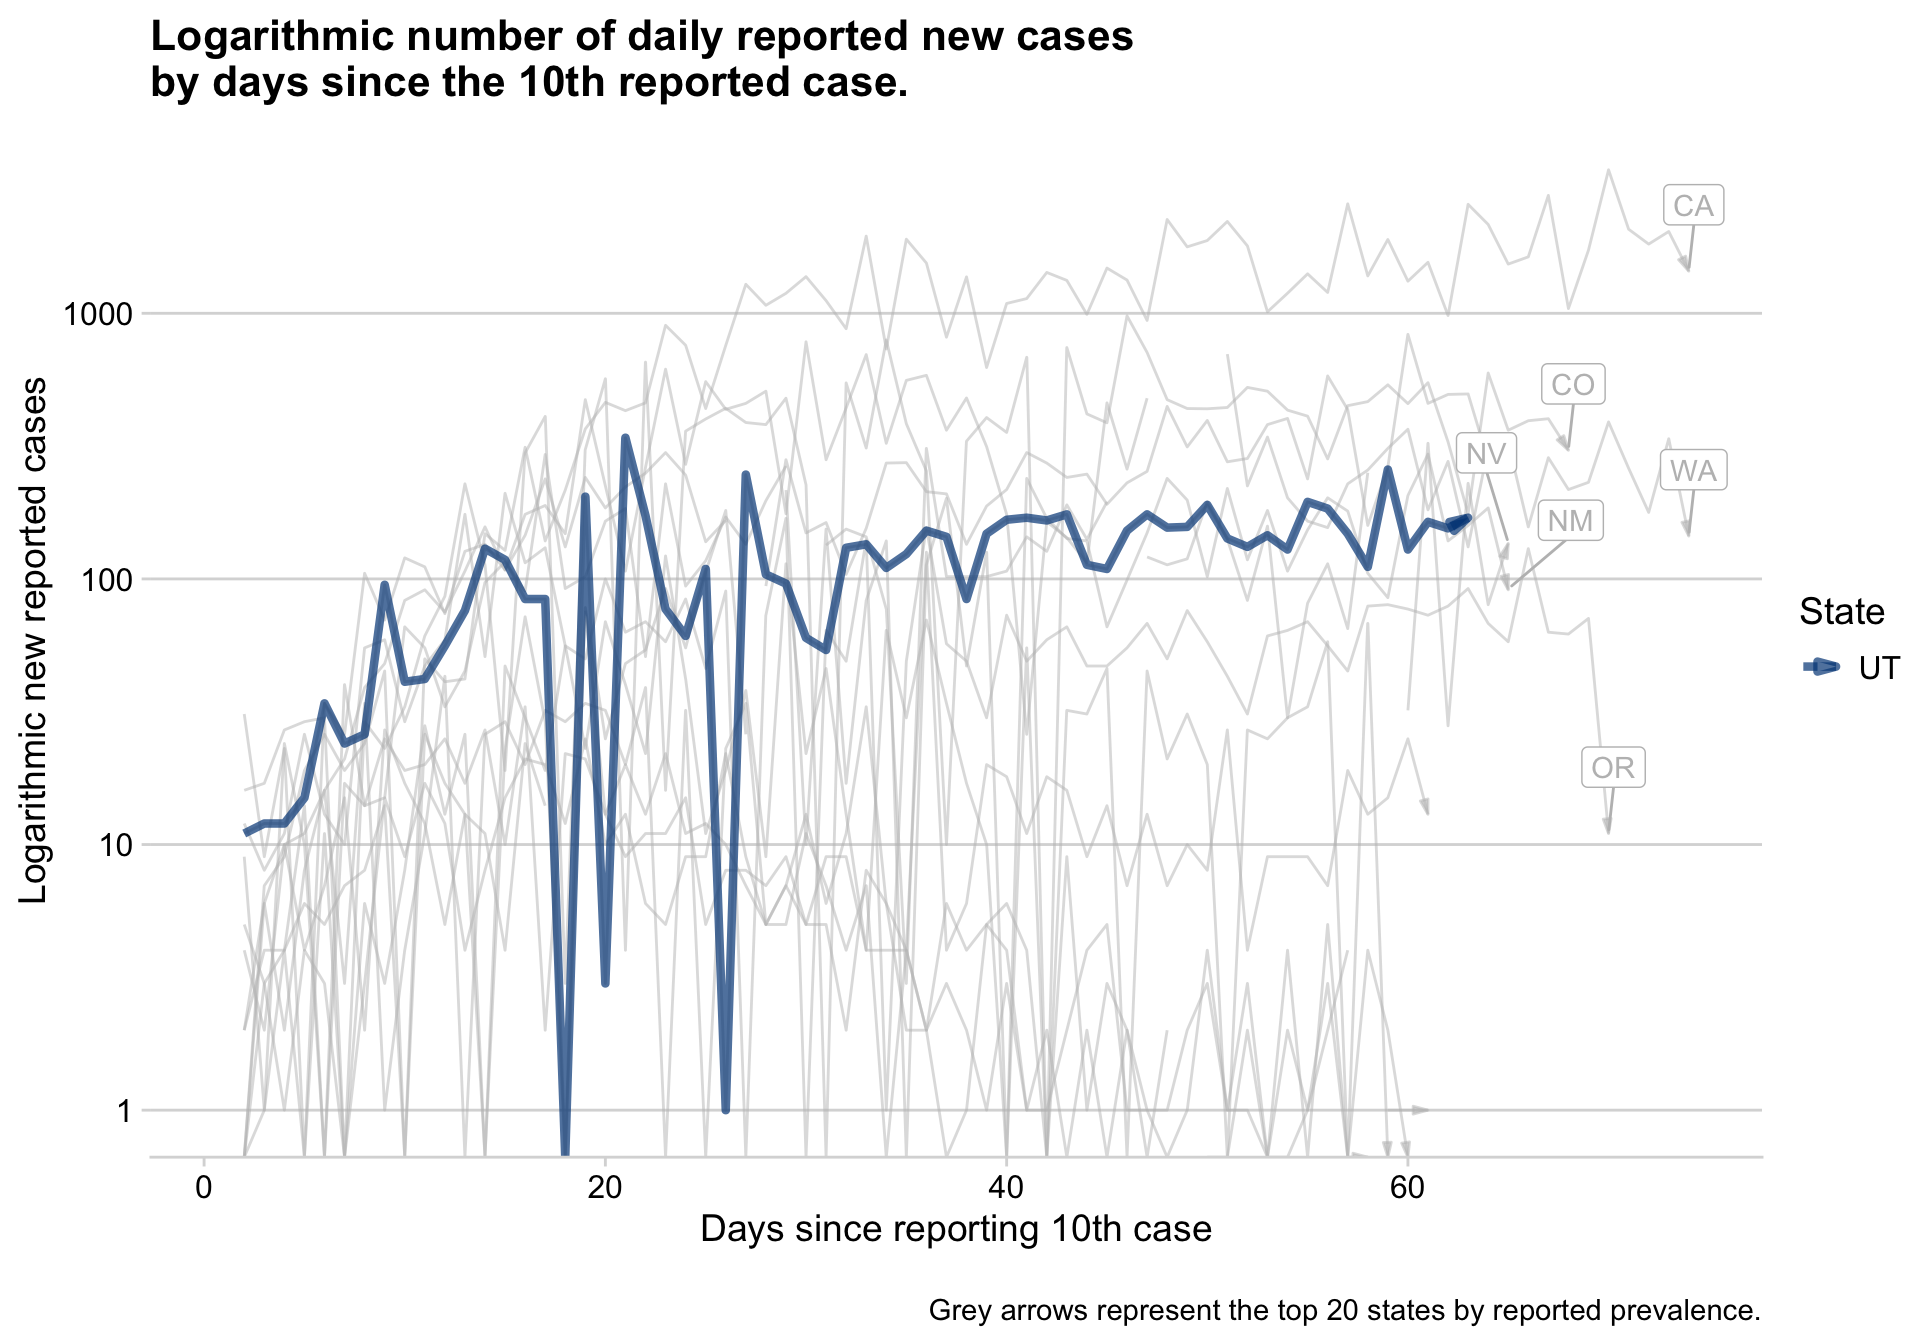 Logarithmic number of daily reported new cases
by days since the 10th reported case.
Logarithmic new reported cases
1000
100
10
1
CA
CO
NV
WA
NM
OR
State
UT
0
20
40
60
Days since reporting 10th case
Grey arrows represent the top 20 states by reported prevalence.